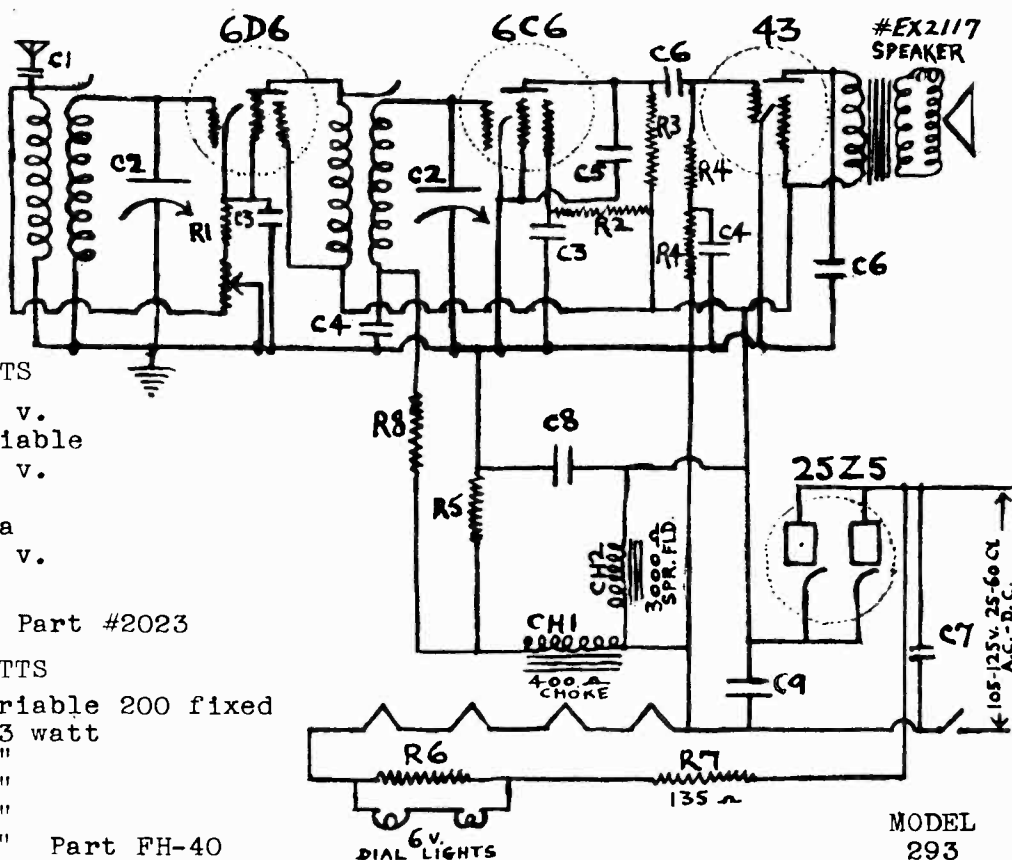 6D6
6C6
43
#EX2117
SPEAKER
C1
C6
R3
C2
C2
C5
R4
R1
C3
C3
R2
R4
C4
C6
C4
TTS
v.
iable
v.
a
v.
R8
C8
25Z5
R5
CH2
3000 Ω
SPR. FLD
Part #2023
CH1
400 Ω
CHOKE
C9
C7
105-125V. 25-60 CY.
A.C.-D.C.
TTS
riable 200 fixed
3 watt
"
"
"
" Part FH-40
R6
R7
135 Ω
6 V.
DIAL LIGHTS
MODEL
293